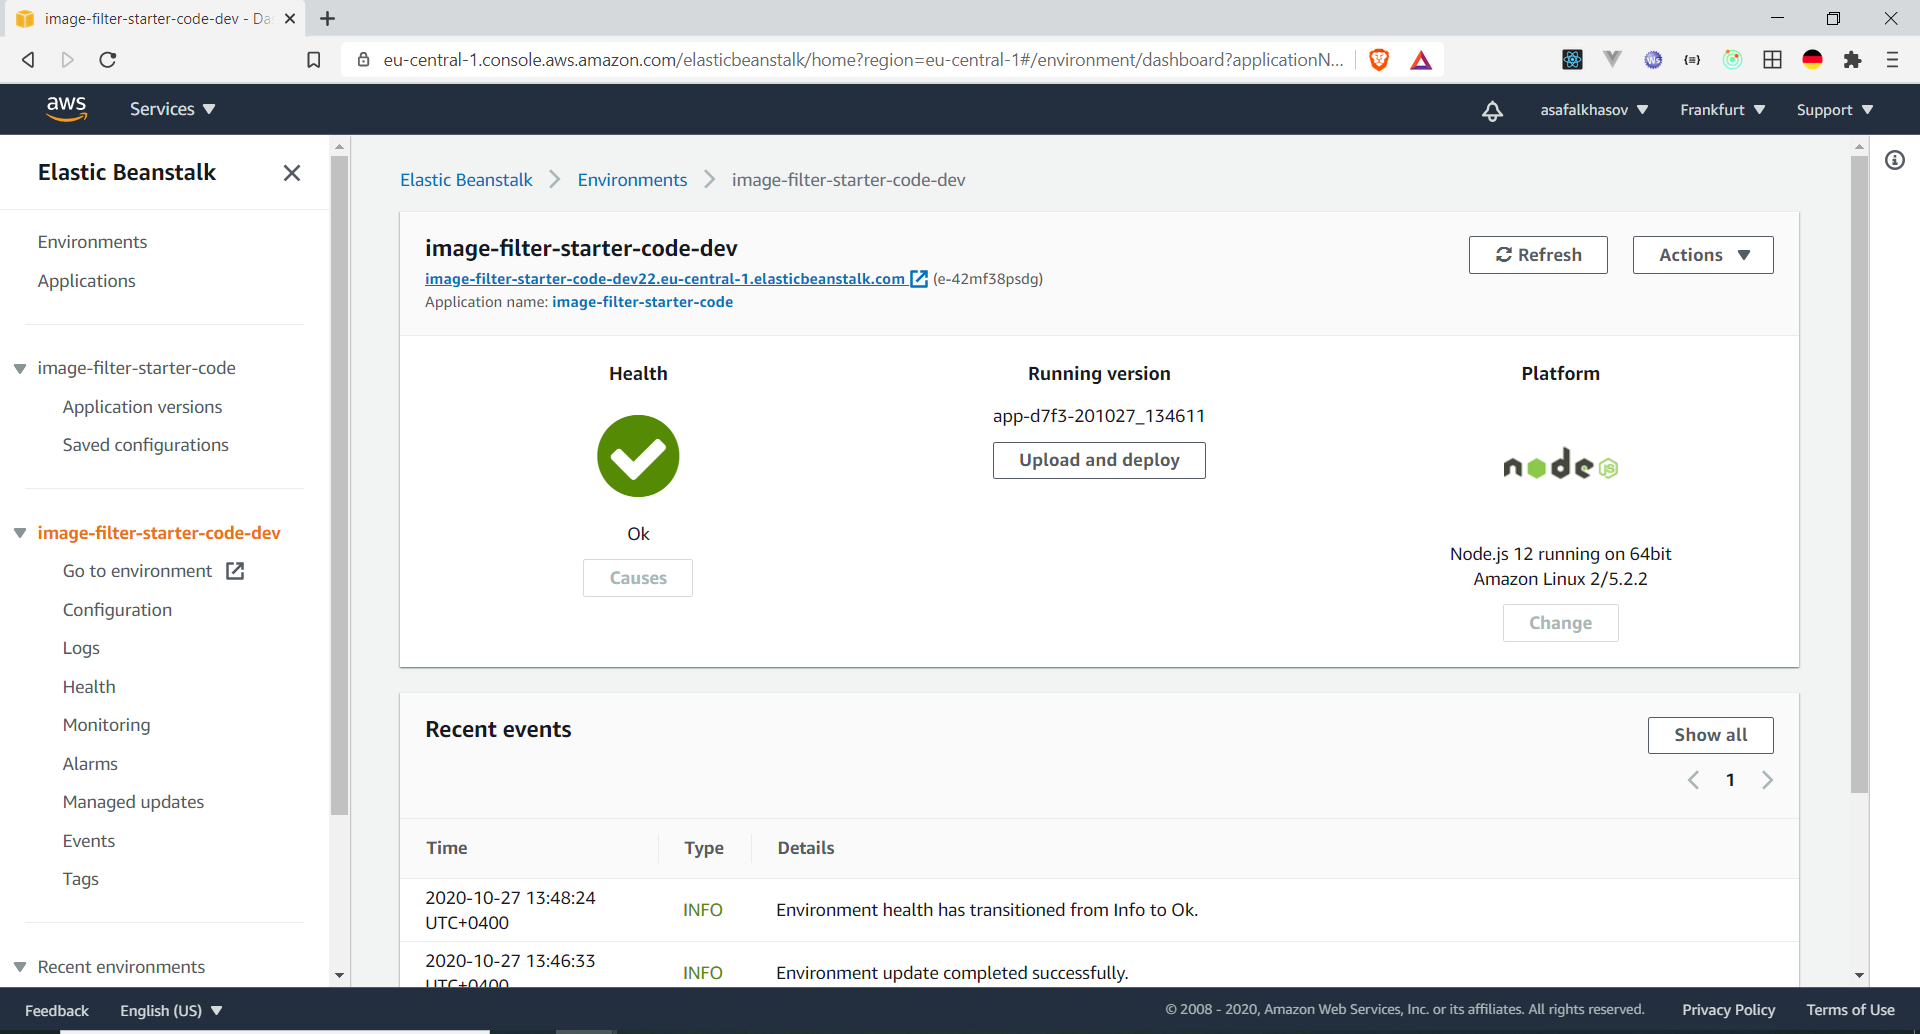 image-filter-starter-code-dev - Da
eu-central-1.console.aws.amazon.com/elasticbeanstalk/home?region=eu-central-1#/environment/dashboard?applicationN...
aws
Services
asafalkhasov
Frankfurt
Support
Elastic Beanstalk
Environments
Applications
image-filter-starter-code
Application versions
Saved configurations
image-filter-starter-code-dev
Go to environment
Configuration
Logs
Health
Monitoring
Alarms
Managed updates
Events
Tags
Recent environments
Elastic Beanstalk > Environments > image-filter-starter-code-dev
image-filter-starter-code-dev
image-filter-starter-code-dev22.eu-central-1.elasticbeanstalk.com (e-42mf38psdg)
Application name: image-filter-starter-code
Refresh
Actions
Health
Ok
Causes
Running version
app-d7f3-201027_134611
Upload and deploy
Platform
node JS
Node.js 12 running on 64bit
Amazon Linux 2/5.2.2
Change
Recent events
Show all
1
Time Type Details
2020-10-27 13:48:24
UTC+0400
INFO
Environment health has transitioned from Info to Ok.
2020-10-27 13:46:33
UTC+0400
INFO
Environment update completed successfully.
Feedback
English (US)
© 2008 - 2020, Amazon Web Services, Inc. or its affiliates. All rights reserved.
Privacy Policy
Terms of Use